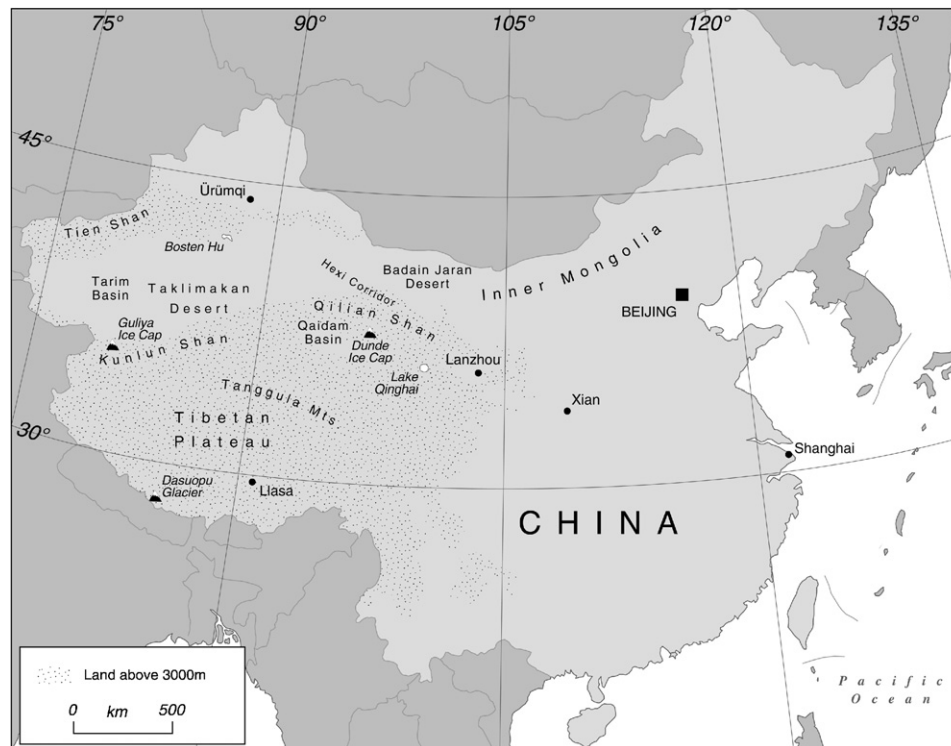 75°
90°
105°
120°
135°
45°
Ürümqi
Tien Shan
Bosten Hu
Inner Mongolia
Badain Jaran
Desert
Hexi Corridor
Tarim
Basin
Taklimakan
Desert
Qilian Shan
BEIJING
Guliya
Ice Cap
Qaidam
Basin
Kunlun Shan
Dunde
Ice Cap
Lanzhou
Lake
Qinghai
Tanggula Mts.
Xian
Tibetan
Plateau
30°
Shanghai
Dasuopu
Glacier
Llasa
CHINA
Land above 3000m
0 km 500
Pacific
Ocean